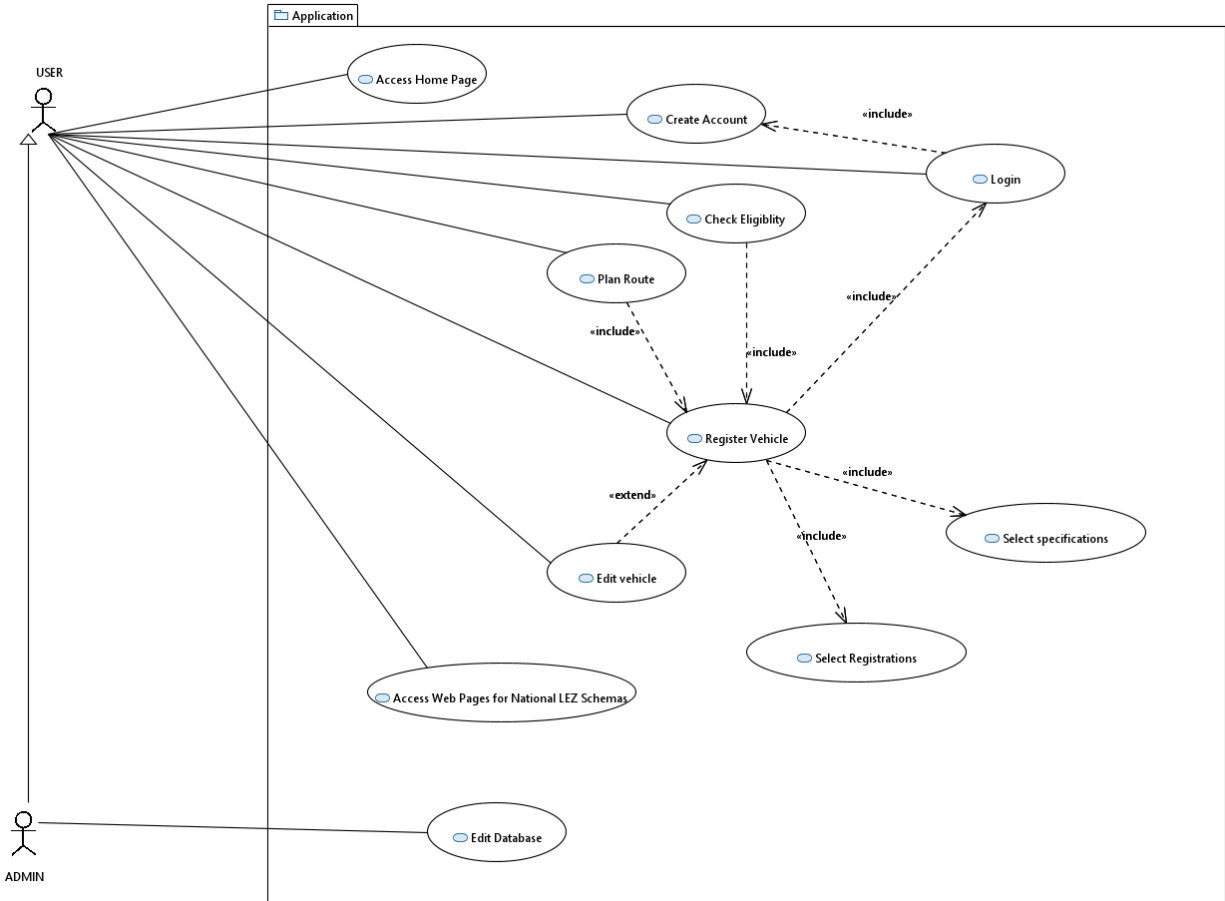 Application
USER
Access Home Page
Create Account
«include»
Login
Check Eligiblity
Plan Route
«include»
«include»
«include»
Register Vehicle
«include»
«extend»
«include»
Select specifications
Edit vehicle
Select Registrations
Access Web Pages for National LEZ Schemas
Edit Database
ADMIN